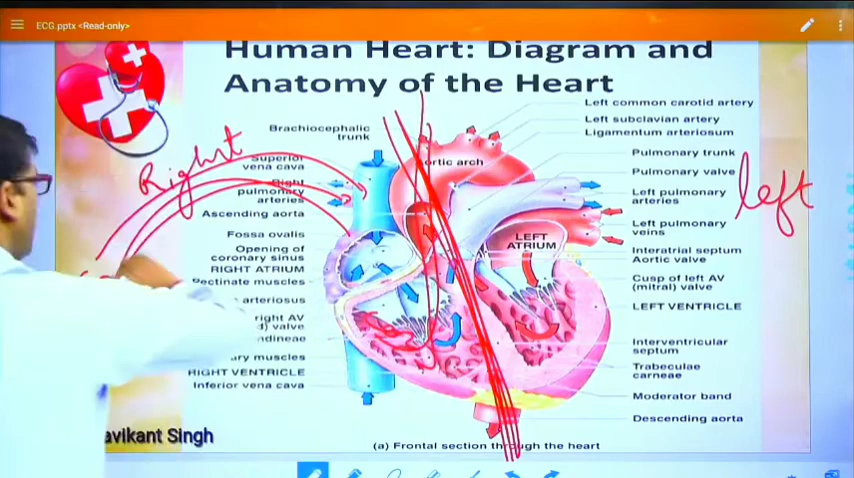 ECG.pptx <Read-only>
Human Heart: Diagram and
Anatomy of the Heart
Right
left
Brachiocephalic
trunk
Superior
vena cava
Right
pulmonary
arteries
Ascending aorta
Fossa ovalis
Opening of
coronary sinus
RIGHT ATRIUM
Pectinate muscles
arteriosus
right AV
valve
muscles
RIGHT VENTRICLE
Inferior vena cava
Aortic arch
LEFT
ATRIUM
Left common carotid artery
Left subclavian artery
Ligamentum arteriosum
Pulmonary trunk
Pulmonary valve
Left pulmonary
arteries
Left pulmonary
veins
Interatrial septum
Aortic valve
Cusp of left AV
(mitral) valve
LEFT VENTRICLE
Interventricular
septum
Trabeculae
carneae
Moderator band
Descending aorta
avikant Singh
(a) Frontal section through the heart